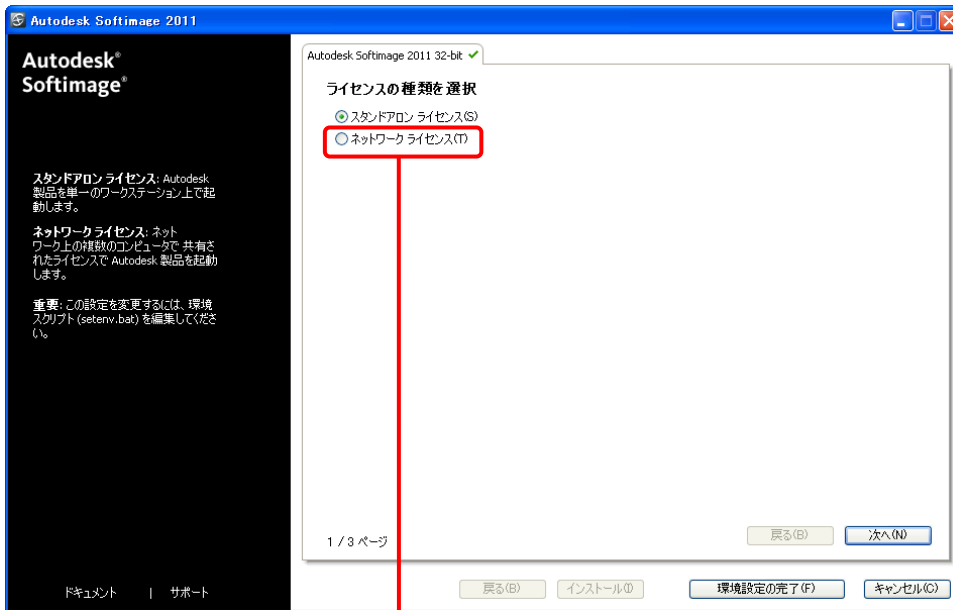 Autodesk Softimage 2011
Autodesk®
Softimage®
スタンドアロン ライセンス: Autodesk
製品を単一のワークステーション上で起
動します。
ネットワーク ライセンス: ネット
ワーク上の複数のコンピュータで 共有さ
れたライセンスで Autodesk 製品を起動
します。
重要: この設定を変更するには、環境
スクリプト (setenv.bat) を編集してくださ
い。
ドキュメント | サポート
Autodesk Softimage 2011 32-bit
ライセンスの種類を選択
スタンドアロン ライセンス(S)
ネットワーク ライセンス(T)
1 / 3 ページ
戻る(B)
次へ(N)
戻る(B)
インストール(I)
環境設定の完了(F)
キャンセル(C)